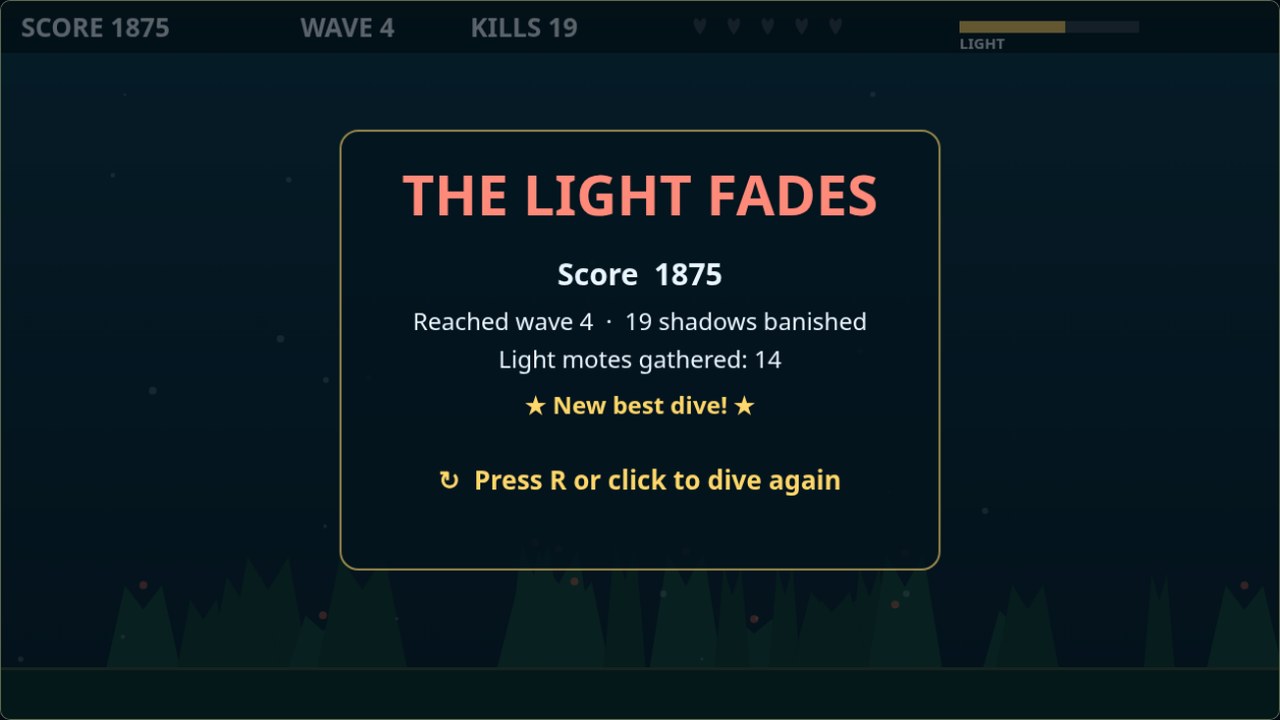 SCORE 1875 WAVE 4 KILLS 19
LIGHT
THE LIGHT FADES
Score 1875
Reached wave 4 · 19 shadows banished
Light motes gathered: 14
★ New best dive! ★
↻ Press R or click to dive again